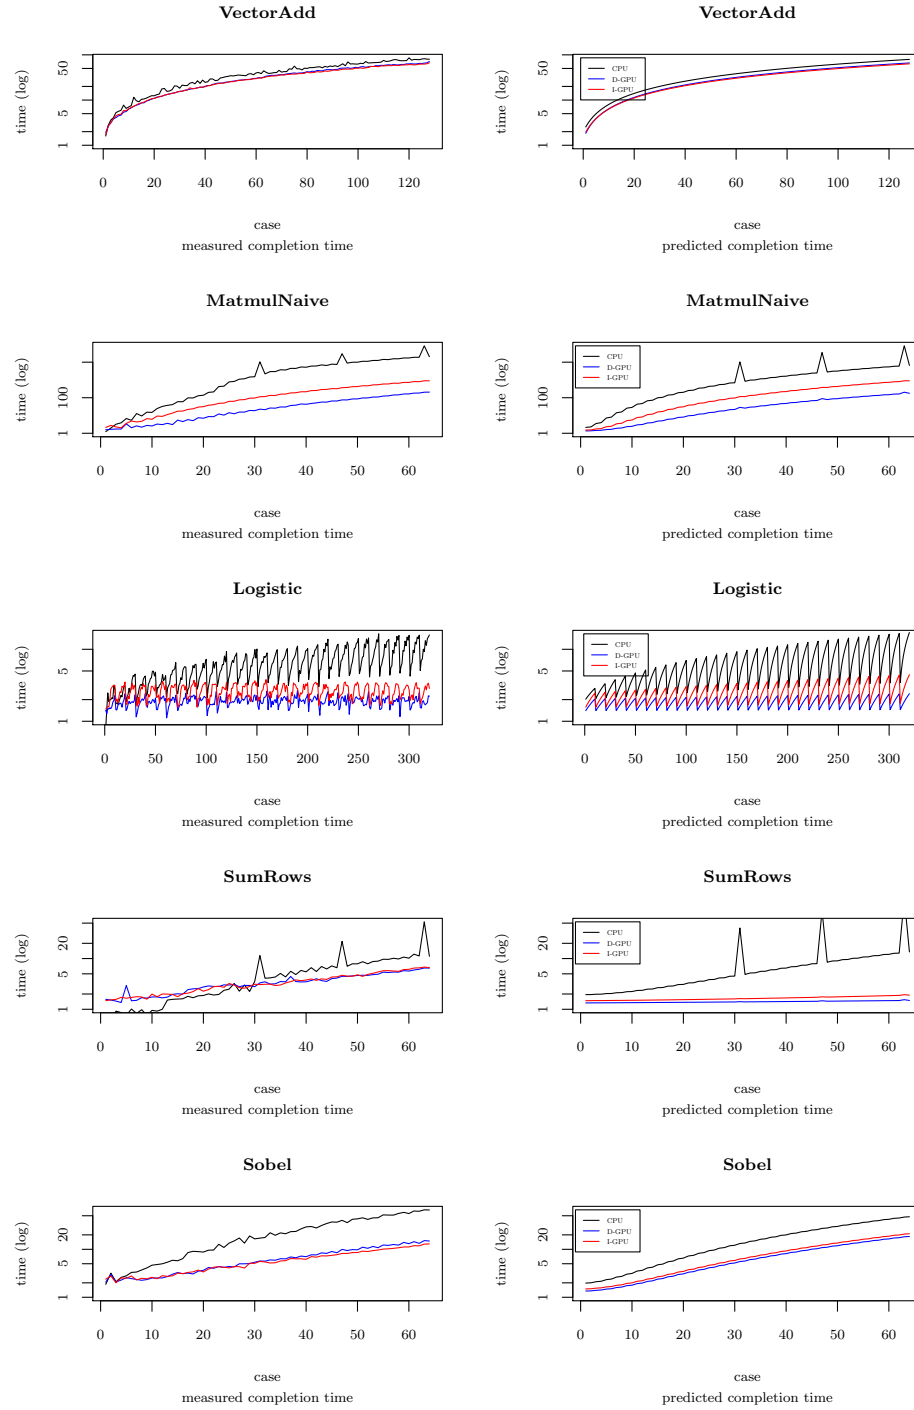 VectorAdd
time (log)
1 5 50
0 20 40 60 80 100 120
case
measured completion time
VectorAdd
time (log)
1 5 50
CPU
D-GPU
I-GPU
0 20 40 60 80 100 120
case
predicted completion time
MatmulNaive
time (log)
1 100
0 10 20 30 40 50 60
case
measured completion time
MatmulNaive
time (log)
1 100
CPU
D-GPU
I-GPU
0 10 20 30 40 50 60
case
predicted completion time
Logistic
time (log)
1 5
0 50 100 150 200 250 300
case
measured completion time
Logistic
time (log)
1 5
CPU
D-GPU
I-GPU
0 50 100 150 200 250 300
case
predicted completion time
SumRows
time (log)
1 5 20
0 10 20 30 40 50 60
case
measured completion time
SumRows
time (log)
1 5 20
CPU
D-GPU
I-GPU
0 10 20 30 40 50 60
case
predicted completion time
Sobel
time (log)
1 5 20
0 10 20 30 40 50 60
case
measured completion time
Sobel
time (log)
1 5 20
CPU
D-GPU
I-GPU
0 10 20 30 40 50 60
case
predicted completion time